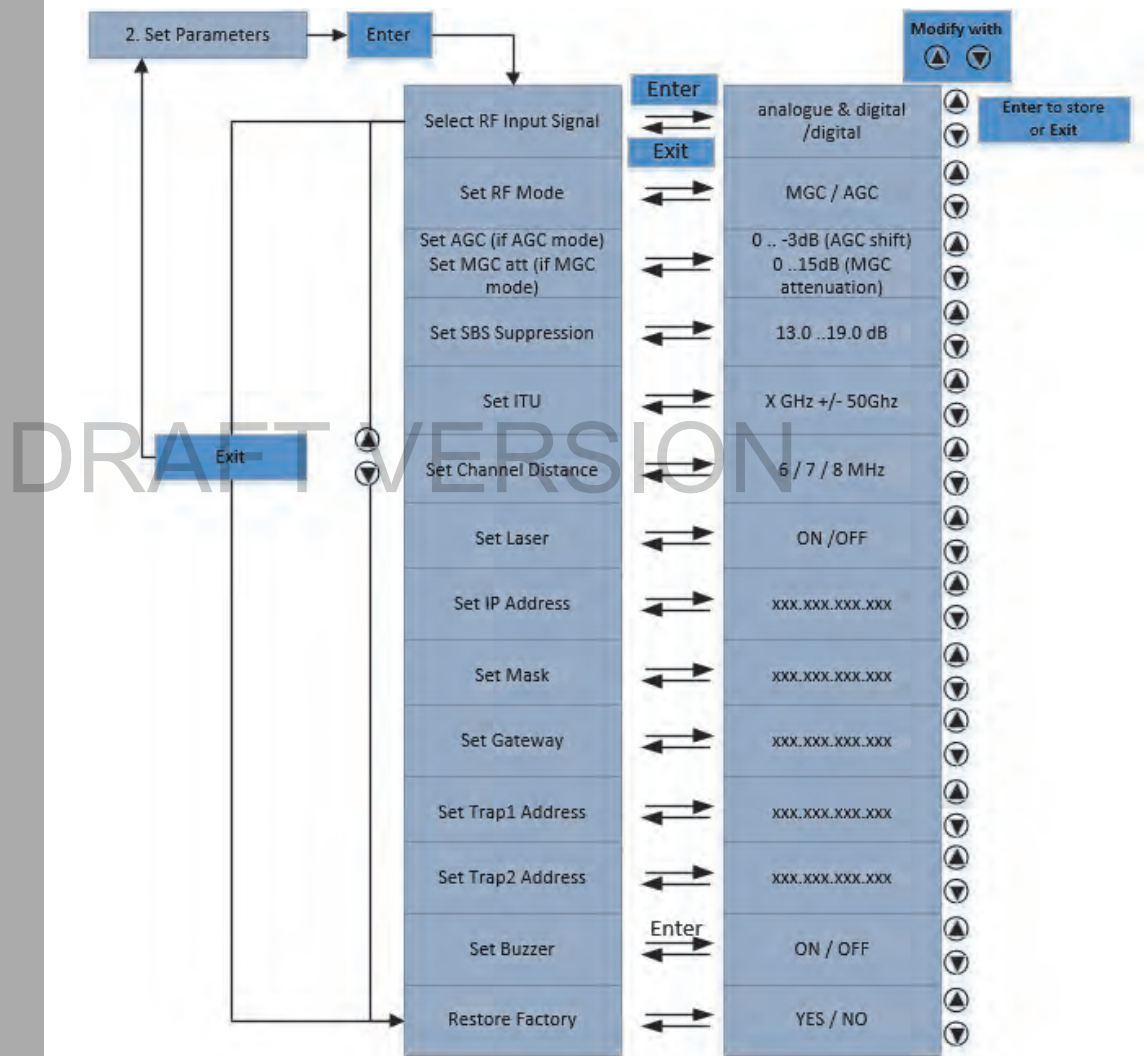 2. Set Parameters
Enter
Modify with
Select RF Input Signal
Enter
Exit
analogue & digital
/digital
Enter to store
or Exit
Set RF Mode
MGC / AGC
Set AGC (if AGC mode)
Set MGC att (if MGC
mode)
0 .. -3dB (AGC shift)
0 ..15dB (MGC
attenuation)
Set SBS Suppression
13.0 ..19.0 dB
Set ITU
X GHz +/- 50Ghz
DRAFT VERSION
Exit
Set Channel Distance
6 / 7 / 8 MHz
Set Laser
ON /OFF
Set IP Address
xxx.xxx.xxx.xxx
Set Mask
xxx.xxx.xxx.xxx
Set Gateway
xxx.xxx.xxx.xxx
Set Trap1 Address
xxx.xxx.xxx.xxx
Set Trap2 Address
xxx.xxx.xxx.xxx
Set Buzzer
Enter
ON / OFF
Restore Factory
YES / NO